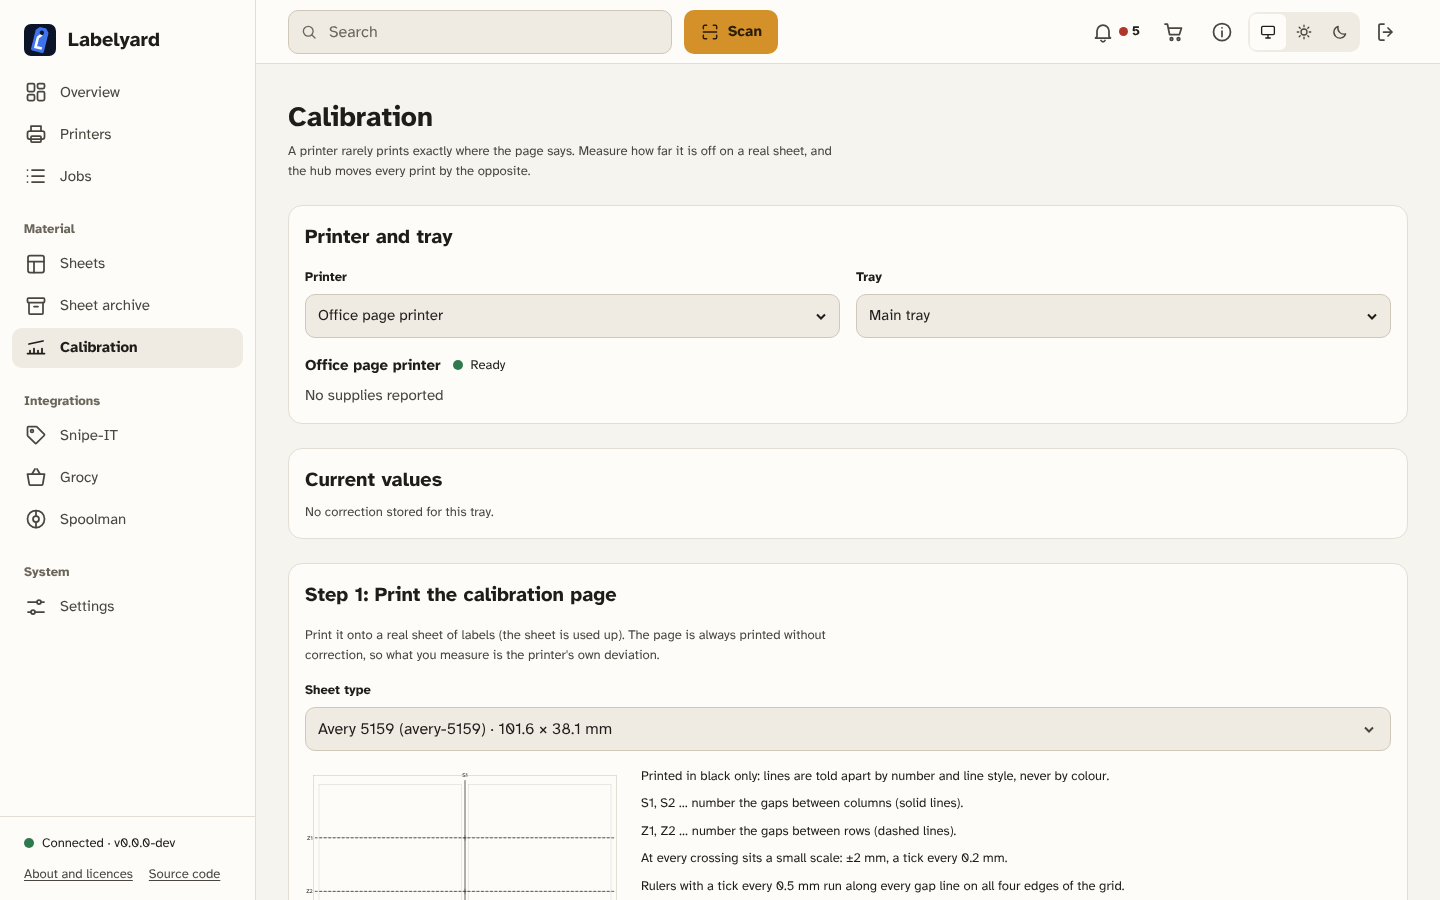 Labelyard
Overview
Printers
Jobs
Material
Sheets
Sheet archive
Calibration
Integrations
Snipe-IT
Grocy
Spoolman
System
Settings
Connected · v0.0.0-dev
About and licences
Source code
Search
Scan
5
Calibration
A printer rarely prints exactly where the page says. Measure how far it is off on a real sheet, and
the hub moves every print by the opposite.
Printer and tray
Printer
Tray
Office page printer
Main tray
Office page printer
Ready
No supplies reported
Current values
No correction stored for this tray.
Step 1: Print the calibration page
Print it onto a real sheet of labels (the sheet is used up). The page is always printed without
correction, so what you measure is the printer's own deviation.
Sheet type
Avery 5159 (avery-5159) · 101.6 × 38.1 mm
S1
Z1
Z2
Printed in black only: lines are told apart by number and line style, never by colour.
S1, S2 … number the gaps between columns (solid lines).
Z1, Z2 … number the gaps between rows (dashed lines).
At every crossing sits a small scale: ±2 mm, a tick every 0.2 mm.
Rulers with a tick every 0.5 mm run along every gap line on all four edges of the grid.